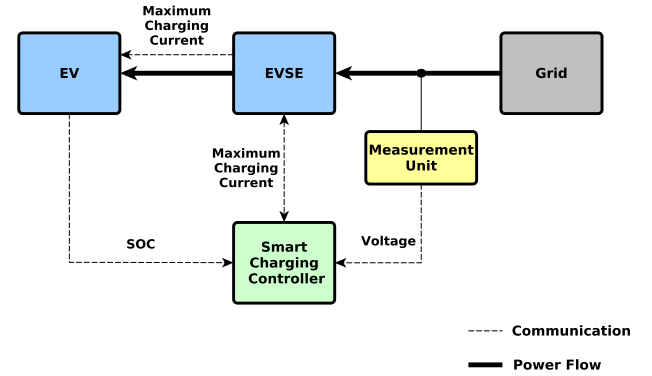 Maximum
Charging
Current
EV
EVSE
Grid
Measurement
Unit
Maximum
Charging
Current
SOC
Smart
Charging
Controller
Voltage
Communication
Power Flow